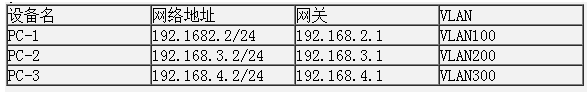 设备名 网络地址 网关 VLAN
PC-1 192.1682.2/24 192.168.2.1 VLAN100
PC-2 192.168.3.2/24 192.168.3.1 VLAN200
PC-3 192.168.4.2/24 192.168.4.1 VLAN300